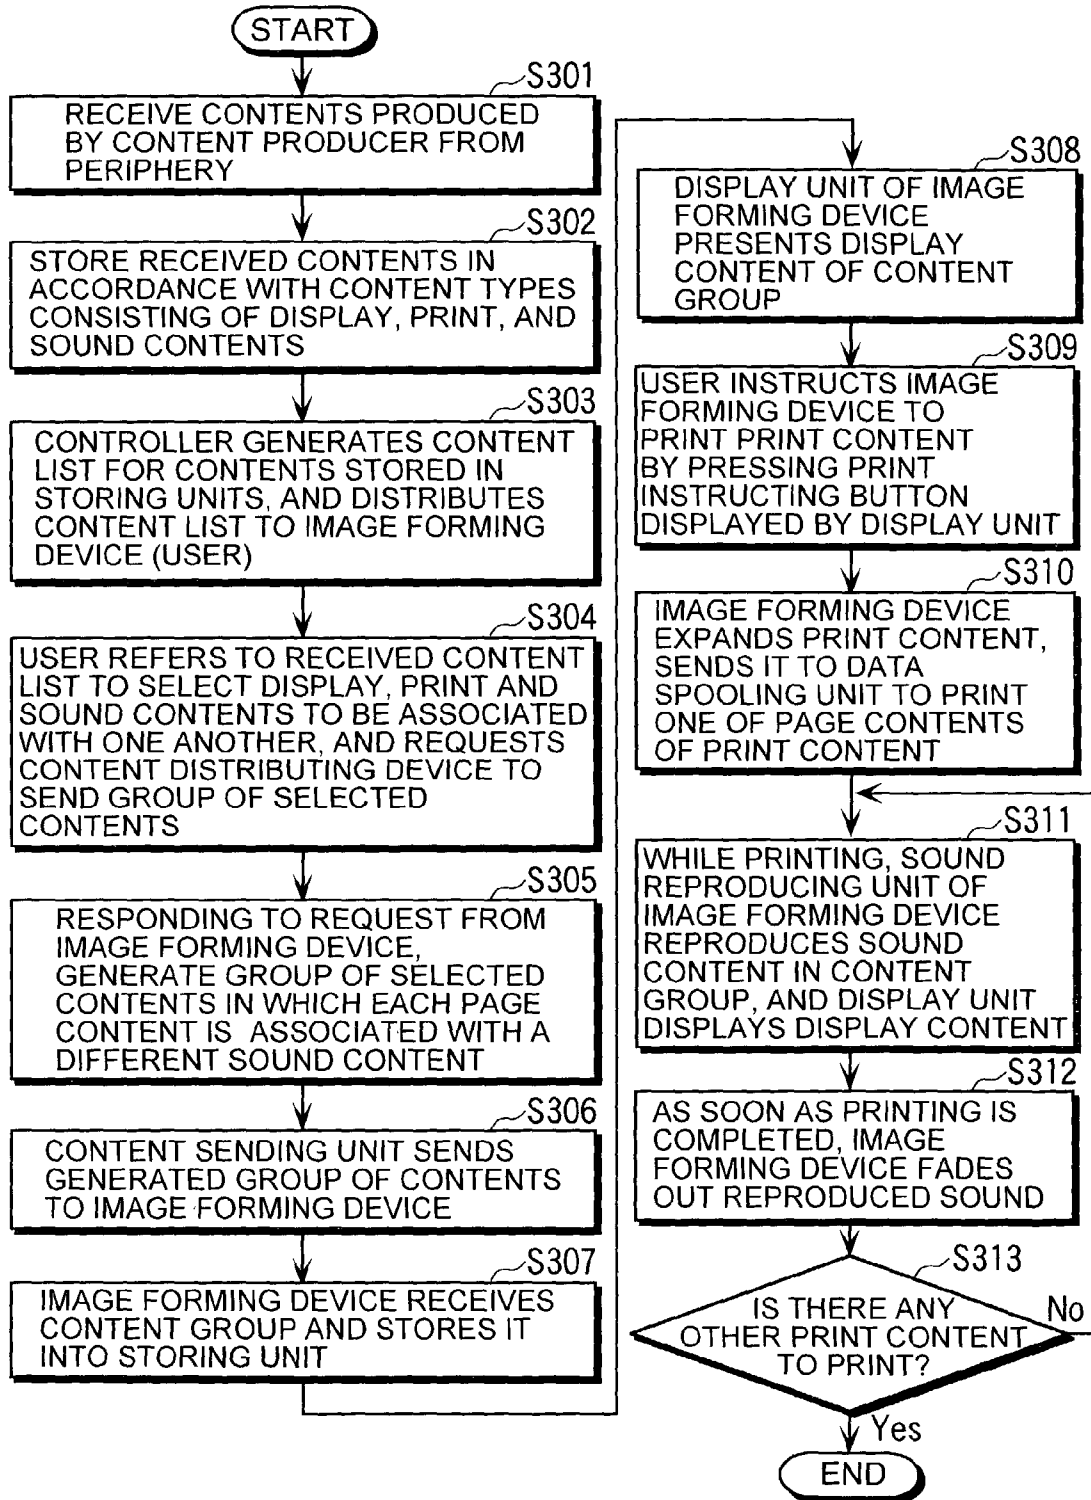 START
S301
RECEIVE CONTENTS PRODUCED
BY CONTENT PRODUCER FROM
PERIPHERY
S302
STORE RECEIVED CONTENTS IN
ACCORDANCE WITH CONTENT TYPES
CONSISTING OF DISPLAY, PRINT, AND
SOUND CONTENTS
S303
CONTROLLER GENERATES CONTENT
LIST FOR CONTENTS STORED IN
STORING UNITS, AND DISTRIBUTES
CONTENT LIST TO IMAGE FORMING
DEVICE (USER)
S304
USER REFERS TO RECEIVED CONTENT
LIST TO SELECT DISPLAY, PRINT AND
SOUND CONTENTS TO BE ASSOCIATED
WITH ONE ANOTHER, AND REQUESTS
CONTENT DISTRIBUTING DEVICE TO
SEND GROUP OF SELECTED
CONTENTS
S305
RESPONDING TO REQUEST FROM
IMAGE FORMING DEVICE,
GENERATE GROUP OF SELECTED
CONTENTS IN WHICH EACH PAGE
CONTENT IS ASSOCIATED WITH A
DIFFERENT SOUND CONTENT
S306
CONTENT SENDING UNIT SENDS
GENERATED GROUP OF CONTENTS
TO IMAGE FORMING DEVICE
S307
IMAGE FORMING DEVICE RECEIVES
CONTENT GROUP AND STORES IT
INTO STORING UNIT
S308
DISPLAY UNIT OF IMAGE
FORMING DEVICE
PRESENTS DISPLAY
CONTENT OF CONTENT
GROUP
S309
USER INSTRUCTS IMAGE
FORMING DEVICE TO
PRINT PRINT CONTENT
BY PRESSING PRINT
INSTRUCTING BUTTON
DISPLAYED BY DISPLAY UNIT
S310
IMAGE FORMING DEVICE
EXPANDS PRINT CONTENT,
SENDS IT TO DATA
SPOOLING UNIT TO PRINT
ONE OF PAGE CONTENTS
OF PRINT CONTENT
S311
WHILE PRINTING, SOUND
REPRODUCING UNIT OF
IMAGE FORMING DEVICE
REPRODUCES SOUND
CONTENT IN CONTENT
GROUP, AND DISPLAY UNIT
DISPLAYS DISPLAY CONTENT
S312
AS SOON AS PRINTING IS
COMPLETED, IMAGE
FORMING DEVICE FADES
OUT REPRODUCED SOUND
S313
IS THERE ANY
OTHER PRINT CONTENT
TO PRINT?
No
Yes
END